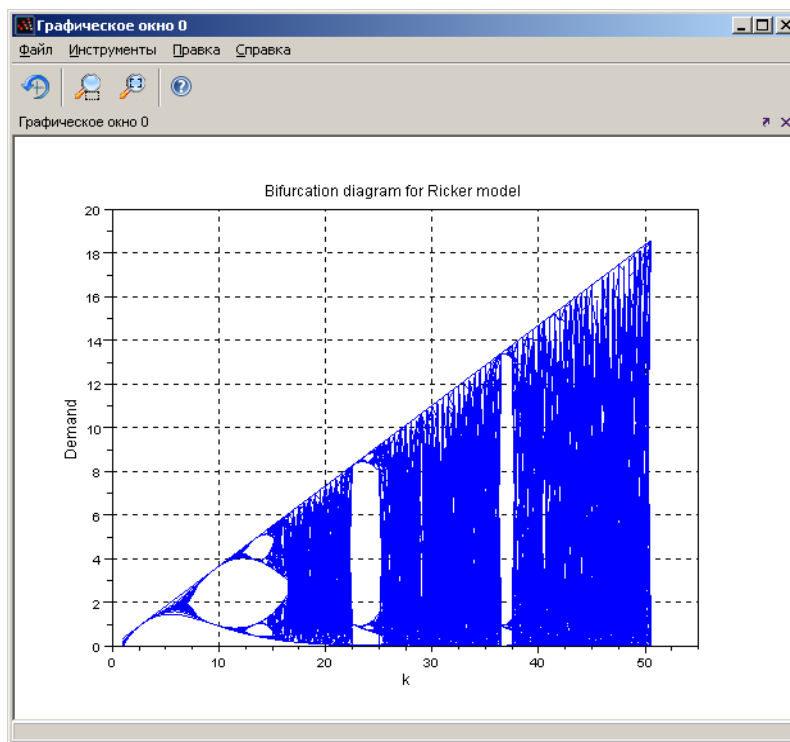 Графическое окно 0
Файл Инструменты Правка Справка
Графическое окно 0
Bifurcation diagram for Ricker model
20
18
16
14
12
10
8
6
4
2
0
Demand
0 10 20 30 40 50
k